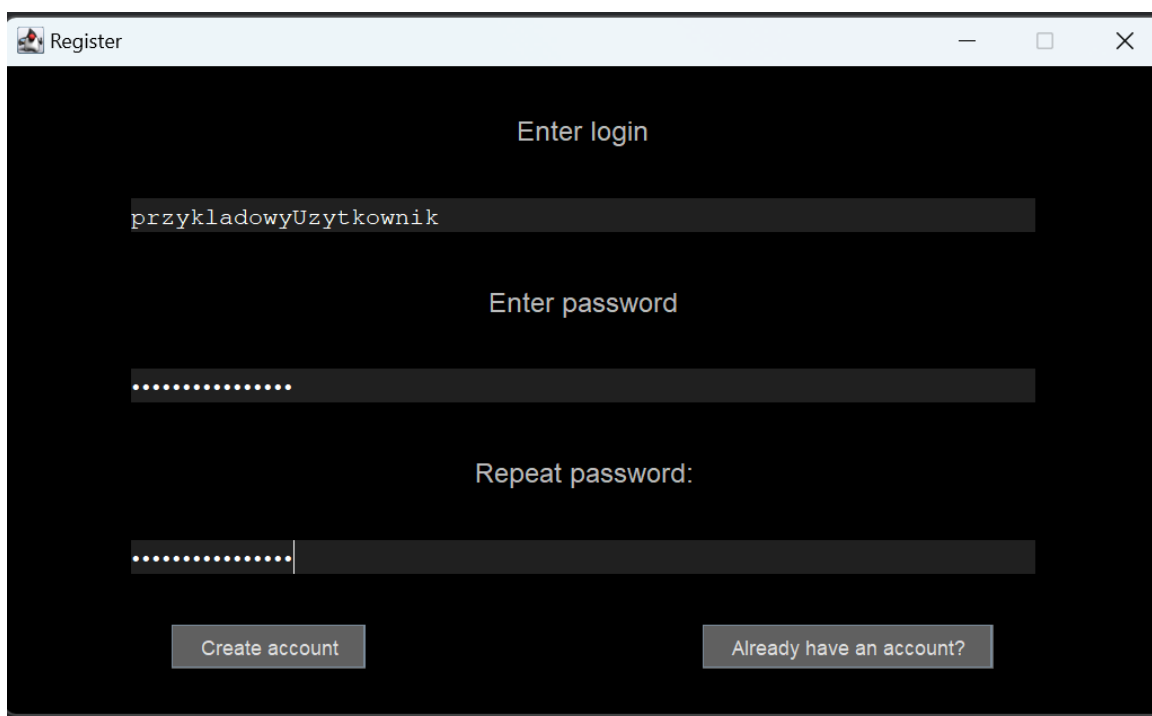 Register
Enter login
przykladowyUzytkownik
Enter password
••••••••••••••••
Repeat password:
••••••••••••••••
Create account
Already have an account?